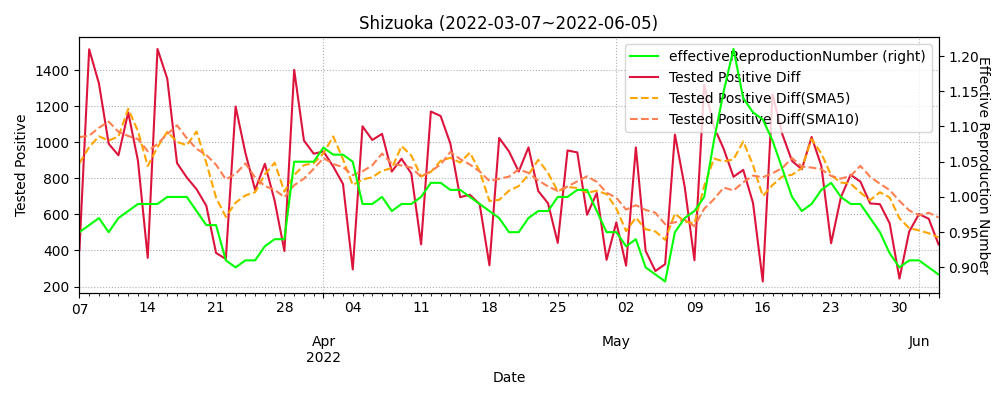 Shizuoka (2022-03-07~2022-06-05)
effectiveReproductionNumber (right)
Tested Positive Diff
Tested Positive Diff(SMA5)
Tested Positive Diff(SMA10)
Tested Positive
1400
1200
1000
800
600
400
200
1.20
1.15
1.10
1.05
1.00
0.95
0.90
Effective Reproduction Number
07 14 21 28 04 11 18 25 02 09 16 23 30
Apr May Jun
2022
Date